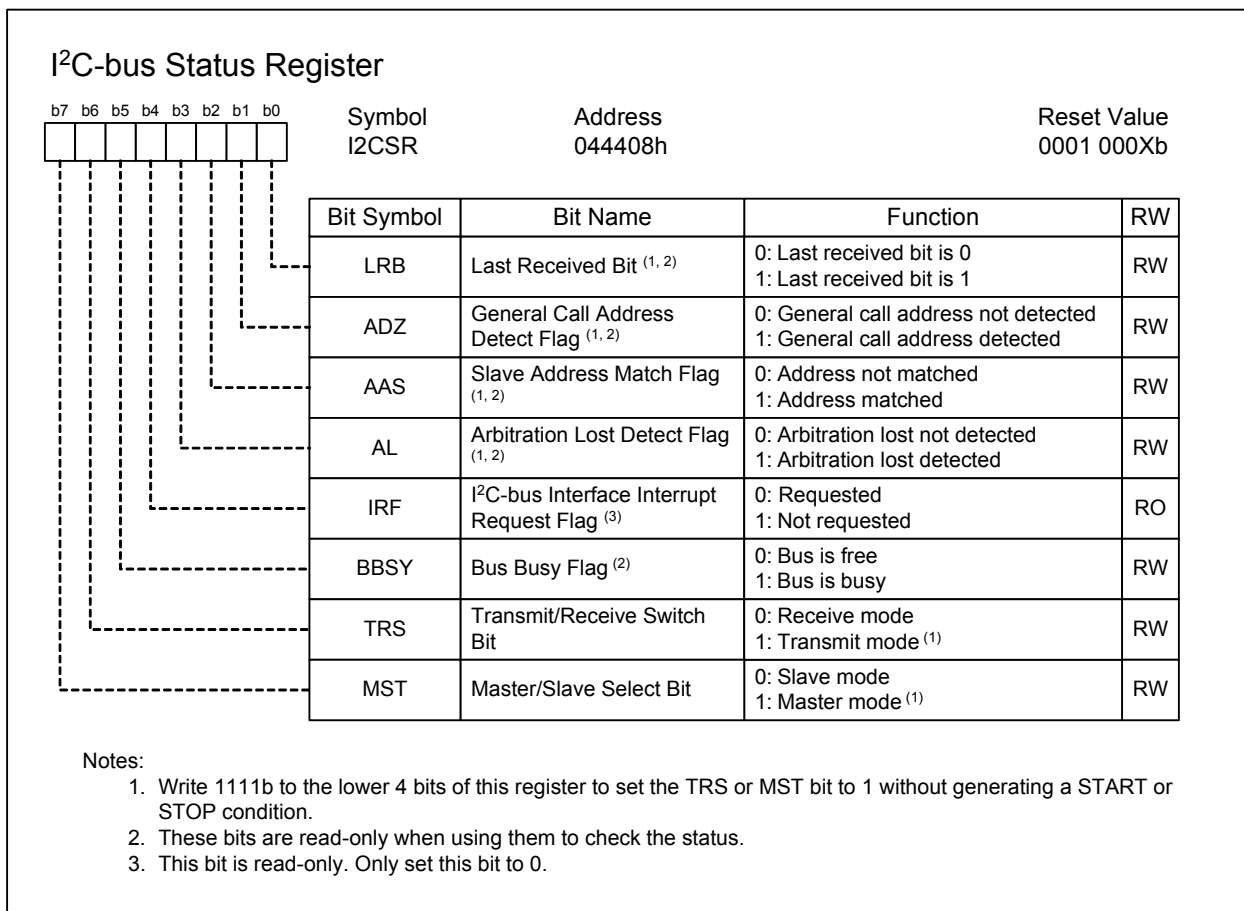 I²C-bus Status Register
b7 b6 b5 b4 b3 b2 b1 b0
Symbol Address Reset Value
I2CSR 044408h 0001 000Xb
Bit Symbol Bit Name Function RW
LRB Last Received Bit (1, 2) 0: Last received bit is 0
1: Last received bit is 1 RW
ADZ General Call Address
Detect Flag (1, 2) 0: General call address not detected
1: General call address detected RW
AAS Slave Address Match Flag
(1, 2) 0: Address not matched
1: Address matched RW
AL Arbitration Lost Detect Flag
(1, 2) 0: Arbitration lost not detected
1: Arbitration lost detected RW
IRF I²C-bus Interface Interrupt
Request Flag (3) 0: Requested
1: Not requested RO
BBSY Bus Busy Flag (2) 0: Bus is free
1: Bus is busy RW
TRS Transmit/Receive Switch
Bit 0: Receive mode
1: Transmit mode (1) RW
MST Master/Slave Select Bit 0: Slave mode
1: Master mode (1) RW
Notes:
1. Write 1111b to the lower 4 bits of this register to set the TRS or MST bit to 1 without generating a START or
STOP condition.
2. These bits are read-only when using them to check the status.
3. This bit is read-only. Only set this bit to 0.